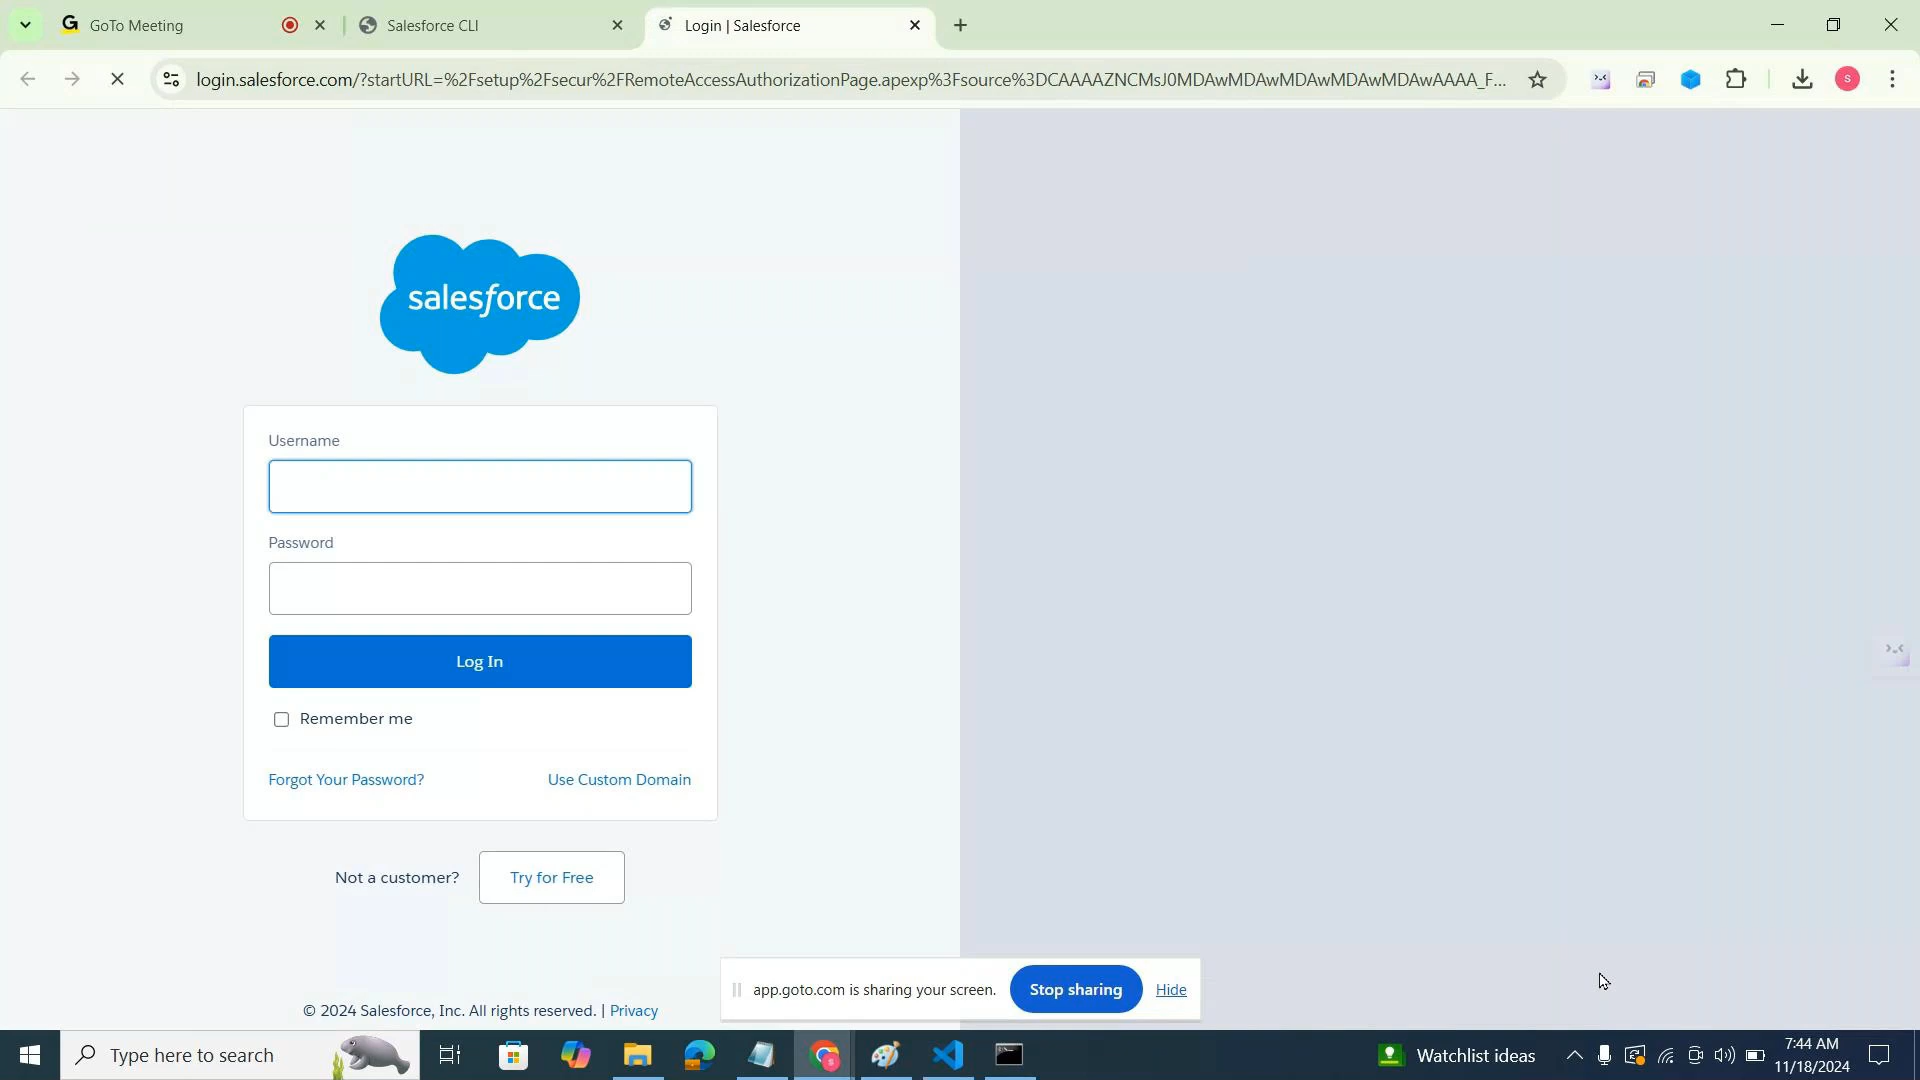 GoTo Meeting
Salesforce CLI
Login | Salesforce
login.salesforce.com/?startURL=%2Fsetup%2Fsecur%2FRemoteAccessAuthorizationPage.apexp%3Fsource%3DCAAAAZNCMsJ0MDAwMDAwMDAwMDAwMDAwAAAA_F...
S
salesforce
Username
Password
Log In
Remember me
Forgot Your Password?
Use Custom Domain
Not a customer?
Try for Free
app.goto.com is sharing your screen.
Stop sharing
Hide
© 2024 Salesforce, Inc. All rights reserved. | Privacy
Type here to search
Watchlist ideas
7:44 AM
11/18/2024